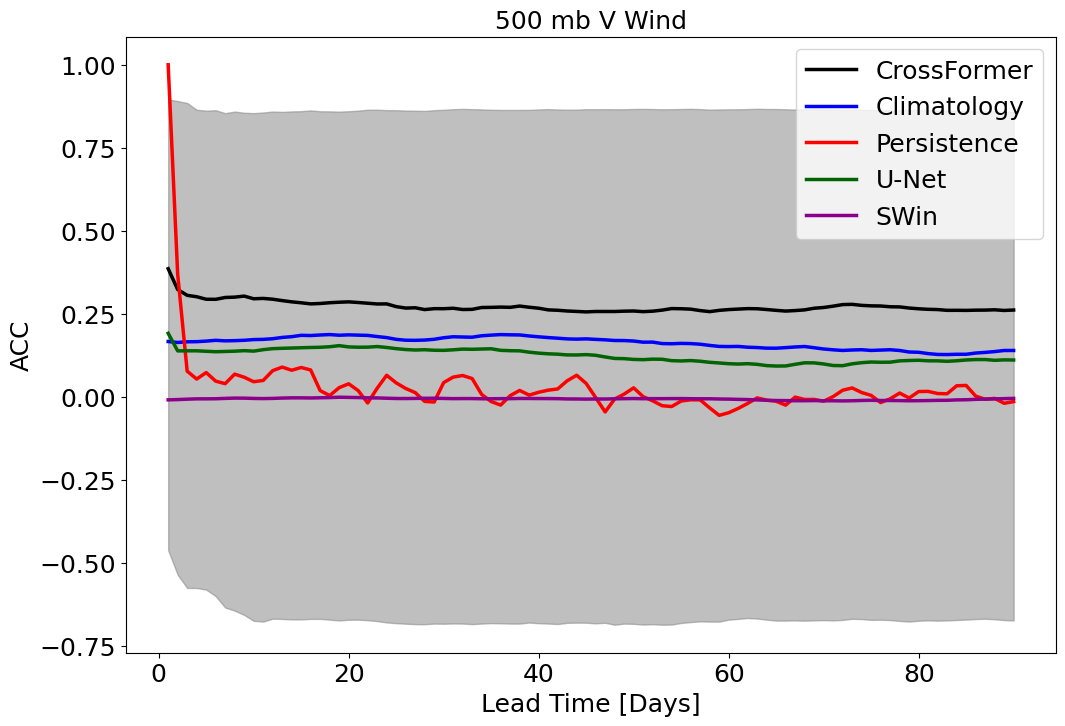 500 mb V Wind
ACC
1.00
0.75
0.50
0.25
0.00
−0.25
−0.50
−0.75
CrossFormer
Climatology
Persistence
U-Net
SWin
0 20 40 60 80
Lead Time [Days]